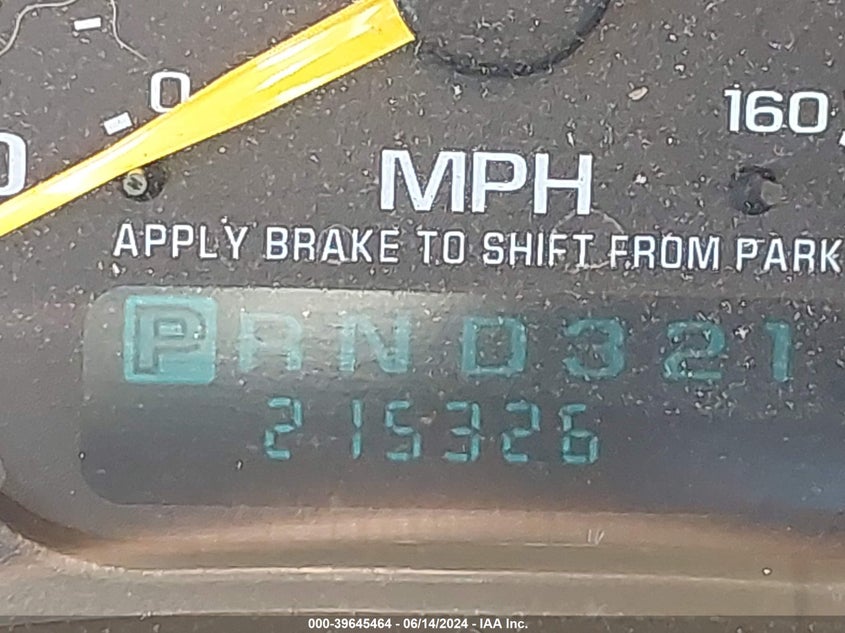 0
0
160
MPH
APPLY BRAKE TO SHIFT FROM PARK
P R N D 3 2 1
215326
000-39645464 - 06/14/2024 - IAA Inc.